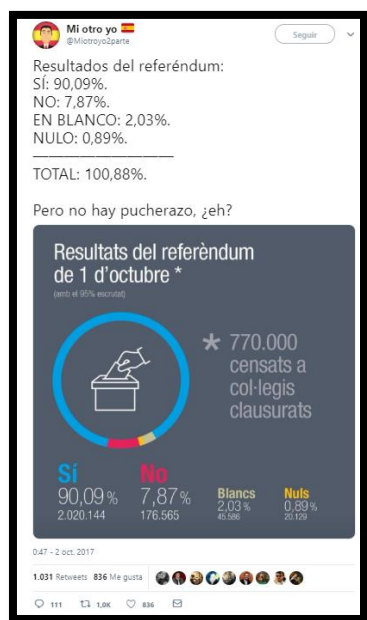 Mi otro yo
@Miotroyo2parte
Seguir
Resultados del referéndum:
SÍ: 90,09%.
NO: 7,87%.
EN BLANCO: 2,03%.
NULO: 0,89%.
————————————
TOTAL: 100,88%.
Pero no hay pucherazo, ¿eh?
Resultats del referèndum
de 1 d'octubre *
(amb el 95% escrutat)
* 770.000
censats a
col·legis
clausurats
Sí No
90,09% 7,87% Blancs Nuls
2.020.144 176.565 2,03% 0,89%
45.586 20.129
0:47 - 2 oct. 2017
1.031 Retweets 836 Me gusta
111 1,0K 836